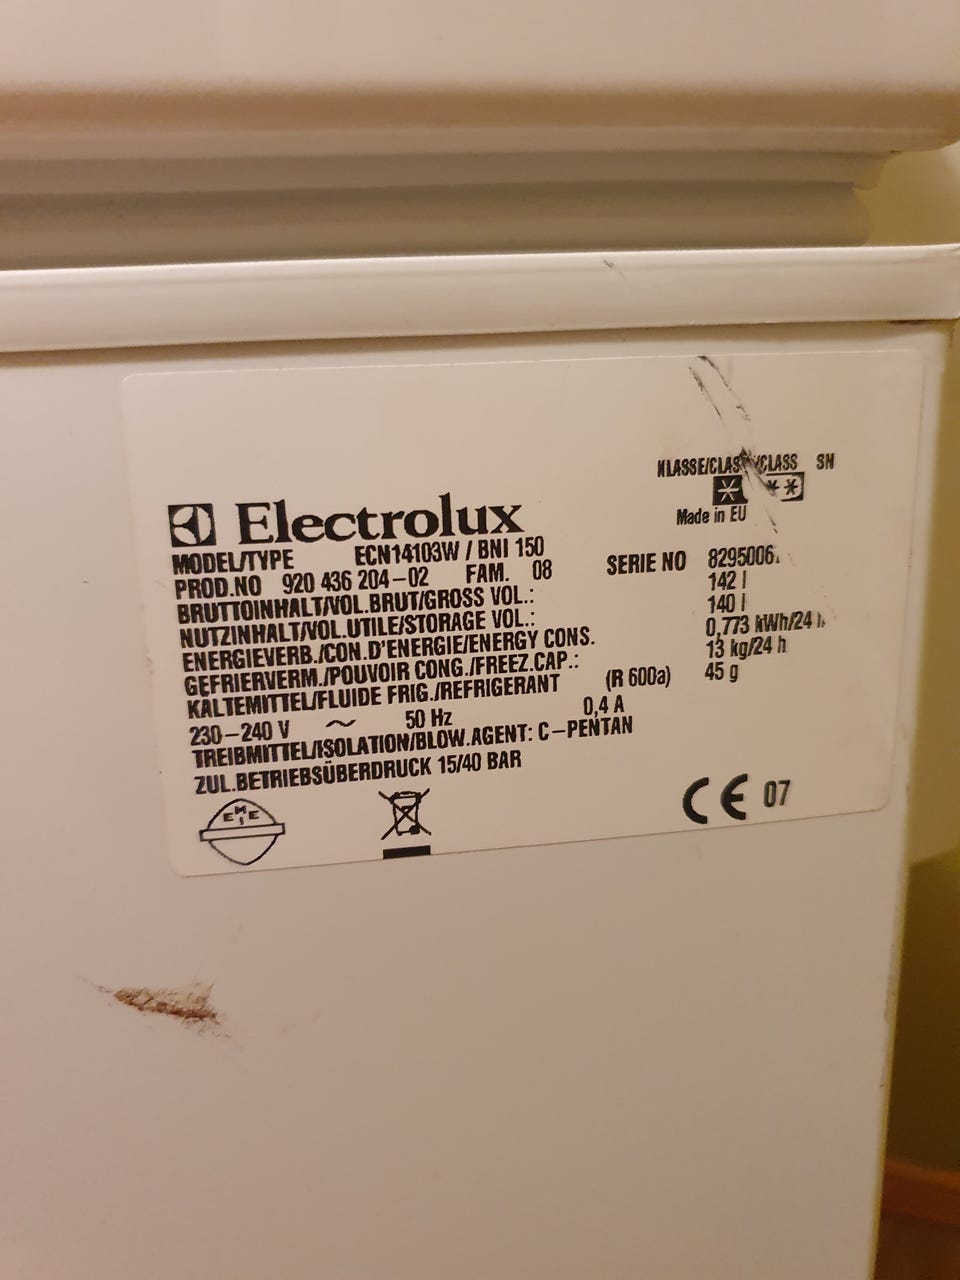 KLASSE/CLASSE/CLASS SN
Made in EU
Electrolux
MODEL/TYPE ECN14103W / BNI 150
PROD.NO 920 436 204-02 FAM. 08 SERIE NO 8295006
BRUTTOINHALT/VOL.BRUT/GROSS VOL.: 142 l
NUTZINHALT/VOL.UTILE/STORAGE VOL.: 140 l
ENERGIEVERB./CON.D'ENERGIE/ENERGY CONS. 0,773 kWh/24 h
GEFRIERVERM./POUVOIR CONG./FREEZ.CAP.: 13 kg/24 h
KALTEMITTEL/FLUIDE FRIG./REFRIGERANT (R 600a) 45 g
230-240 V ~ 50 Hz 0,4 A
TREIBMITTEL/ISOLATION/BLOW.AGENT: C-PENTAN
ZUL.BETRIEBSÜBERDRUCK 15/40 BAR
EMEI
CE 07